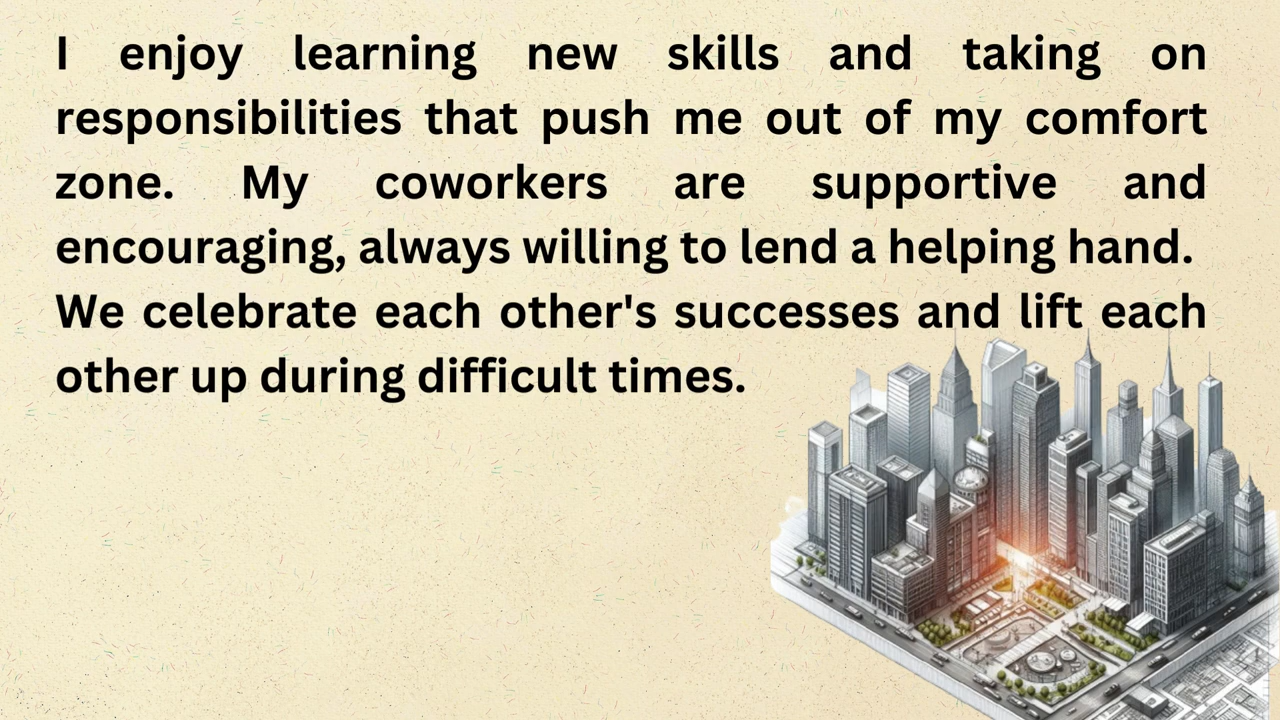 I enjoy learning new skills and taking on
responsibilities that push me out of my comfort
zone. My coworkers are supportive and
encouraging, always willing to lend a helping hand.
We celebrate each other's successes and lift each
other up during difficult times.